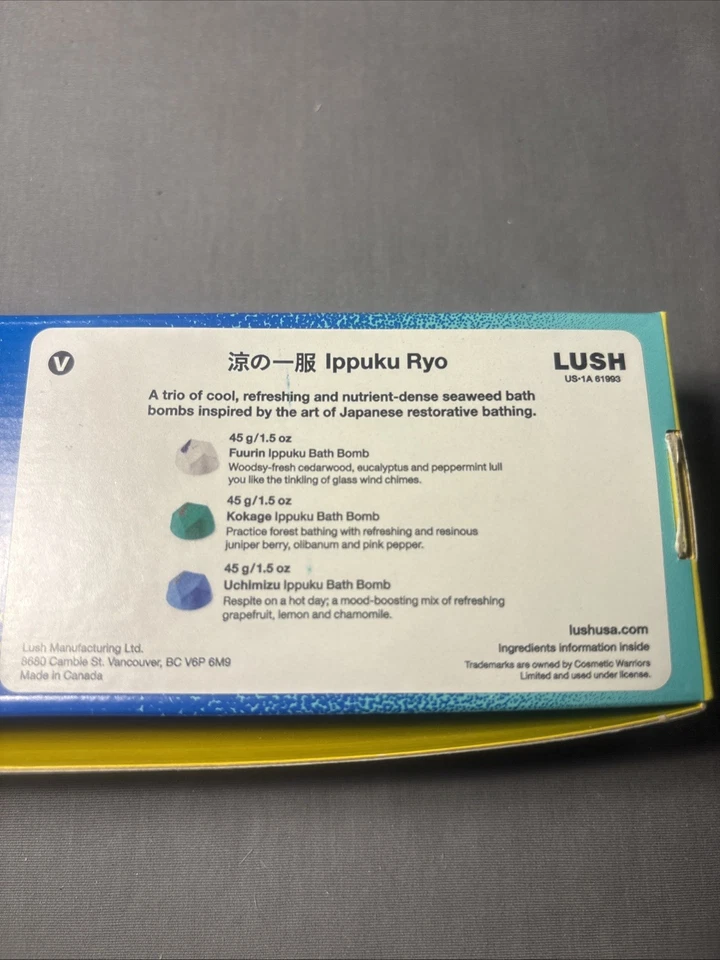 V
涼の一服 Ippuku Ryo
LUSH
US-1A 61993
A trio of cool, refreshing and nutrient-dense seaweed bath
bombs inspired by the art of Japanese restorative bathing.
45 g/1.5 oz
Fuurin Ippuku Bath Bomb
Woodsy-fresh cedarwood, eucalyptus and peppermint lull
you like the tinkling of glass wind chimes.
45 g/1.5 oz
Kokage Ippuku Bath Bomb
Practice forest bathing with refreshing and resinous
juniper berry, olibanum and pink pepper.
45 g/1.5 oz
Uchimizu Ippuku Bath Bomb
Respite on a hot day; a mood-boosting mix of refreshing
grapefruit, lemon and chamomile.
Lush Manufacturing Ltd.
8680 Cambie St. Vancouver, BC V6P 6M9
Made in Canada
lushusa.com
Ingredients information inside
Trademarks are owned by Cosmetic Warriors
Limited and used under license.